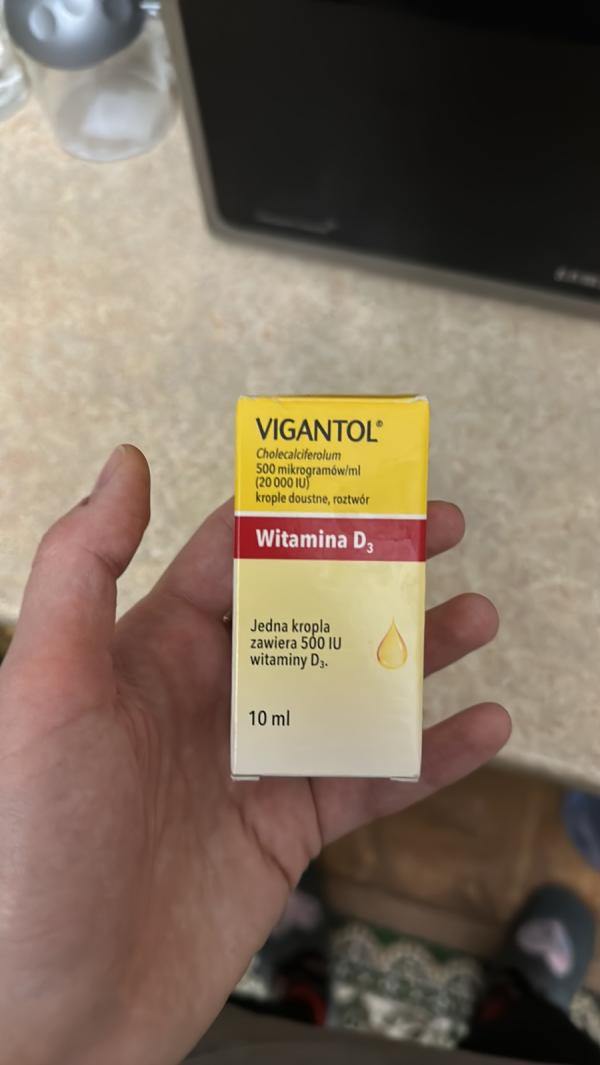 VIGANTOL®
Cholecalciferolum
500 mikrogramów/ml
(20 000 IU)
krople doustne, roztwór
Witamina D₃
Jedna kropla
zawiera 500 IU
witaminy D₃.
10 ml